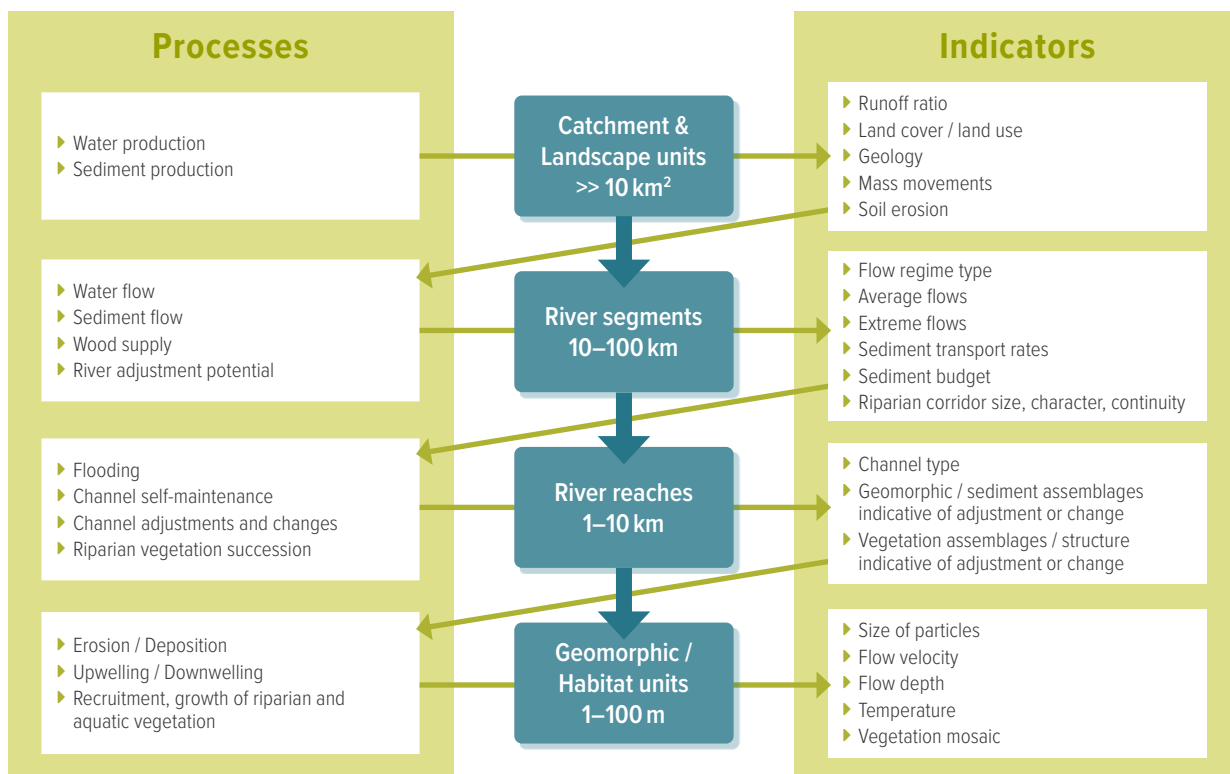 Processes
Indicators
Water production
Sediment production
Catchment &
Landscape units
>> 10 km²
Runoff ratio
Land cover / land use
Geology
Mass movements
Soil erosion
Water flow
Sediment flow
Wood supply
River adjustment potential
River segments
10–100 km
Flow regime type
Average flows
Extreme flows
Sediment transport rates
Sediment budget
Riparian corridor size, character, continuity
Flooding
Channel self-maintenance
Channel adjustments and changes
Riparian vegetation succession
River reaches
1–10 km
Channel type
Geomorphic / sediment assemblages
indicative of adjustment or change
Vegetation assemblages / structure
indicative of adjustment or change
Erosion / Deposition
Upwelling / Downwelling
Recruitment, growth of riparian and
aquatic vegetation
Geomorphic /
Habitat units
1–100 m
Size of particles
Flow velocity
Flow depth
Temperature
Vegetation mosaic